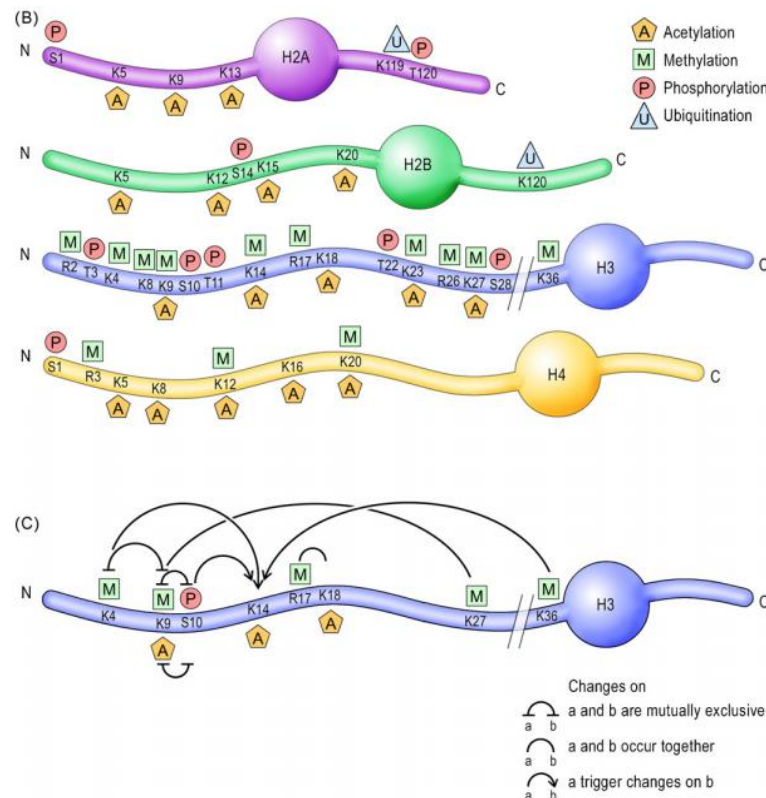 (B)
P P
N S1 K5 K9 K13 H2A U K119 T120 C
A A A
A Acetylation
M Methylation
P Phosphorylation
U Ubiquitination
N P K20 H2B U C
K5 K12 S14 K15 K120
A A A A
N M P M M M P P M M P M M M P M C
R2 T3 K4 K8 K9 S10 T11 K14 R17 K18 T22 K23 R26 K27 S28 K36 H3
A A A A A
N P M M M
S1 R3 K5 K8 K12 K16 K20 H4 C
A A A A A
(C)
N M M P M M M C
K4 K9 S10 K14 R17 K18 K27 K36 H3
A A A
Changes on
a b a and b are mutually exclusive
a b a and b occur together
a b a trigger changes on b